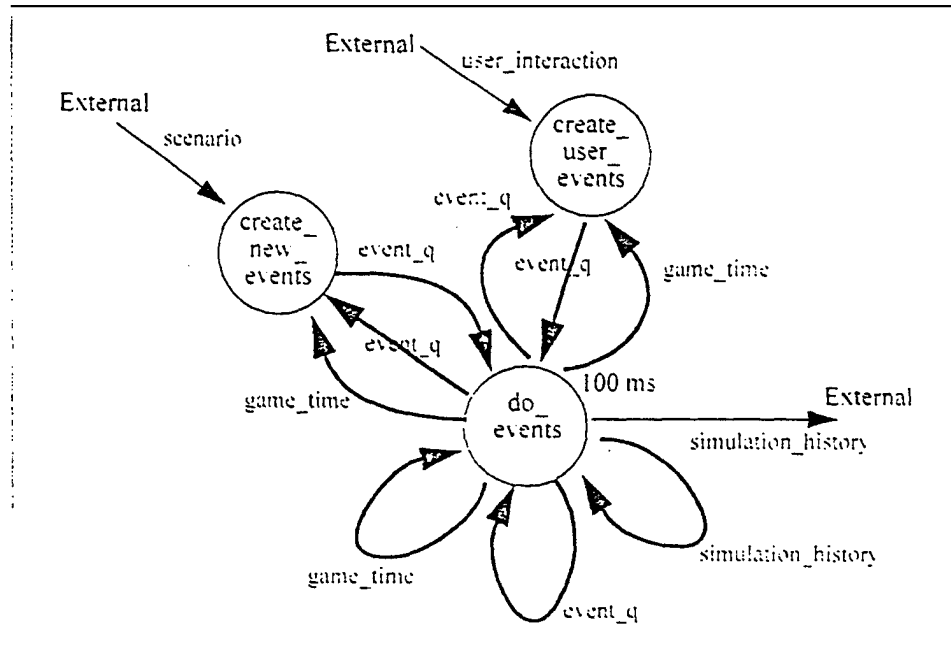 External
user_interaction
External
scenario
create_
user_
events
create_
new_
events
event_q
event_q
event_q
game_time
event_q
game_time
100 ms
do_
events
External
simulation_history
simulation_history
game_time
event_q